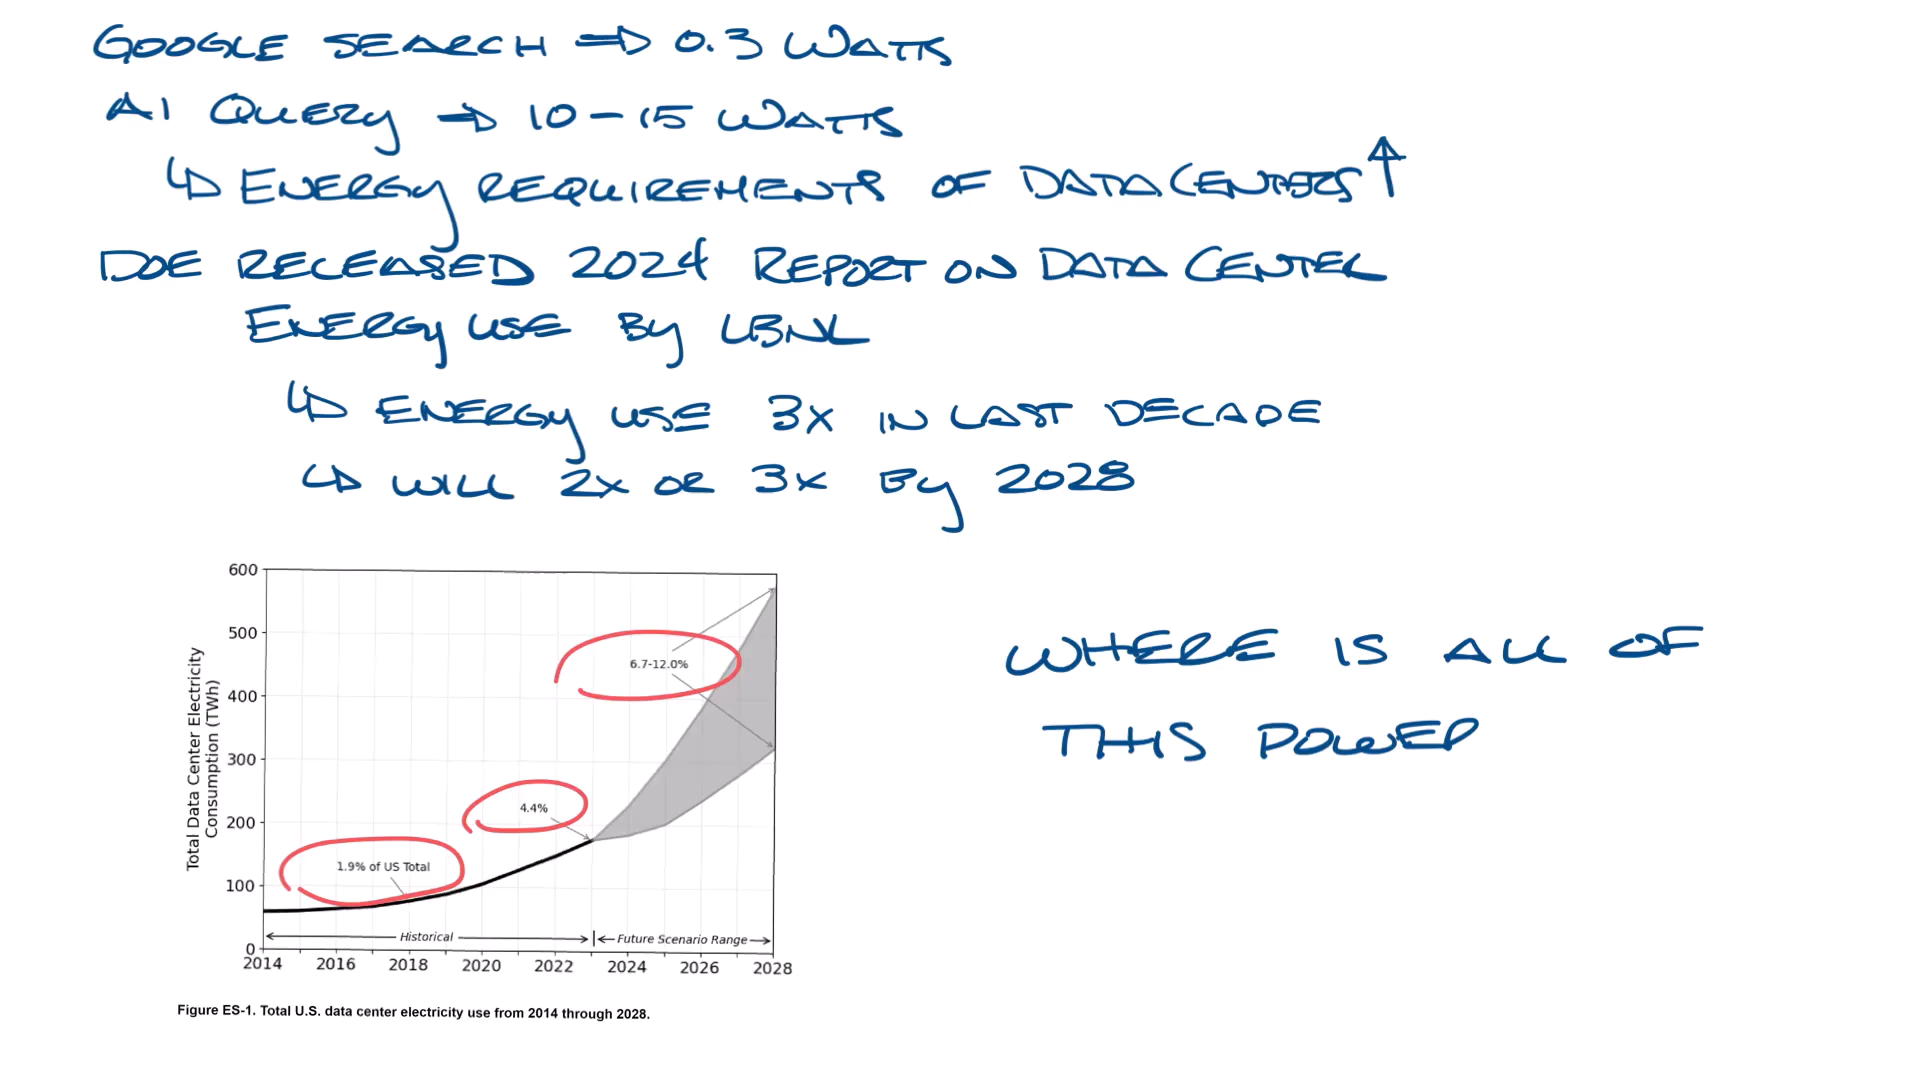 GOOGLE SEARCH ⇒ 0.3 WATTS
AI QUERY ⇒ 10-15 WATTS
↳ ENERGY REQUIREMENTS OF DATA CENTERS ↑
DOE RELEASED 2024 REPORT ON DATA CENTER
ENERGY USE BY LBNL
↳ ENERGY USE 3X IN LAST DECADE
↳ WILL 2X OR 3X BY 2028
WHERE IS ALL OF
THIS POWER
Total Data Center Electricity
Consumption (TWh)
600
500
400
300
200
100
0
6.7-12.0%
4.4%
1.9% of US Total
Historical
Future Scenario Range
2014 2016 2018 2020 2022 2024 2026 2028
Figure ES-1. Total U.S. data center electricity use from 2014 through 2028.